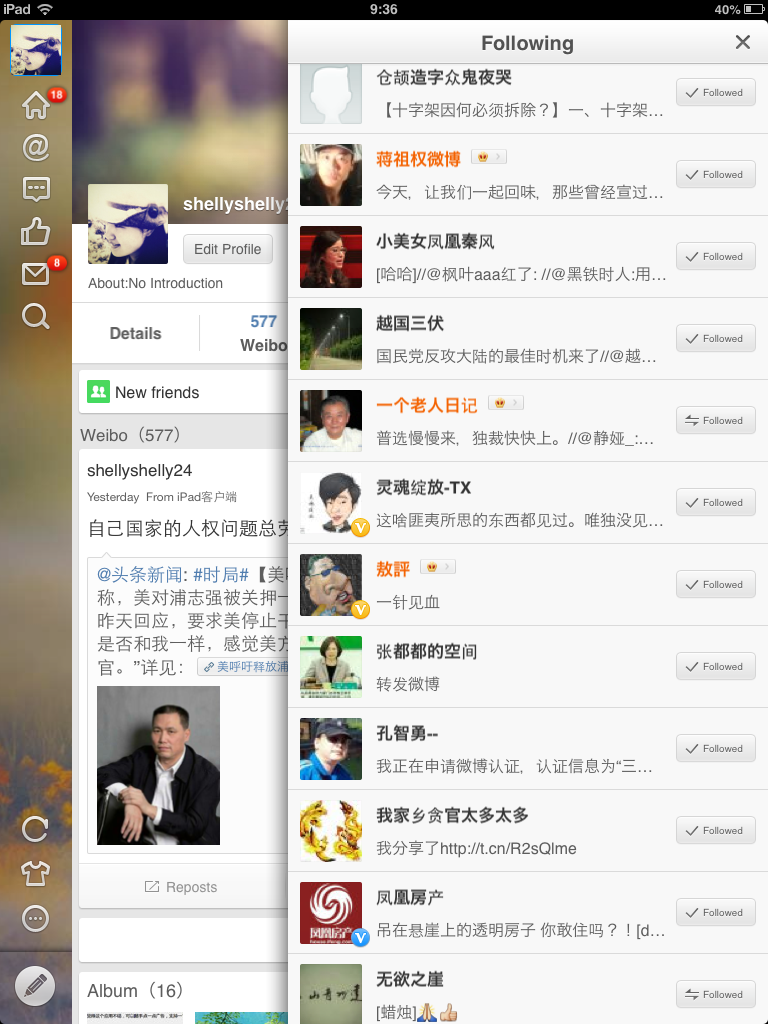 iPad
9:36
40%
18
8
shellyshelly2
Edit Profile
About:No Introduction
Details
577
Weibo
New friends
Weibo（577）
shellyshelly24
Yesterday From iPad客户端
自己国家的人权问题总
@头条新闻: #时局#【美
称，美对浦志强被关押一
昨天回应，要求美停止干
是否和我一样，感觉美方
官。”详见：
美呼吁释放浦
Reposts
Album（16）
Following
仓颉造字众鬼夜哭
【十字架因何必须拆除？】一、十字架…
Followed
蒋祖权微博
今天，让我们一起回味，那些曾经宣过…
Followed
小美女凤凰秦风
[哈哈]//@枫叶aaa红了: //@黑铁时人:用…
Followed
越国三伏
国民党反攻大陆的最佳时机来了//@越…
Followed
一个老人日记
普选慢慢来，独裁快快上。//@静娅_:…
Followed
灵魂绽放-TX
这啥匪夷所思的东西都见过。唯独没见…
Followed
敖評
一针见血
Followed
张都都的空间
转发微博
Followed
孔智勇--
我正在申请微博认证，认证信息为“三…
Followed
我家乡贪官太多太多
我分享了http://t.cn/R2sQlme
Followed
凤凰房产
凤凰房产
吊在悬崖上的透明房子 你敢住吗？！[d…
Followed
无欲之崖
[蜡烛]🙏👍
Followed